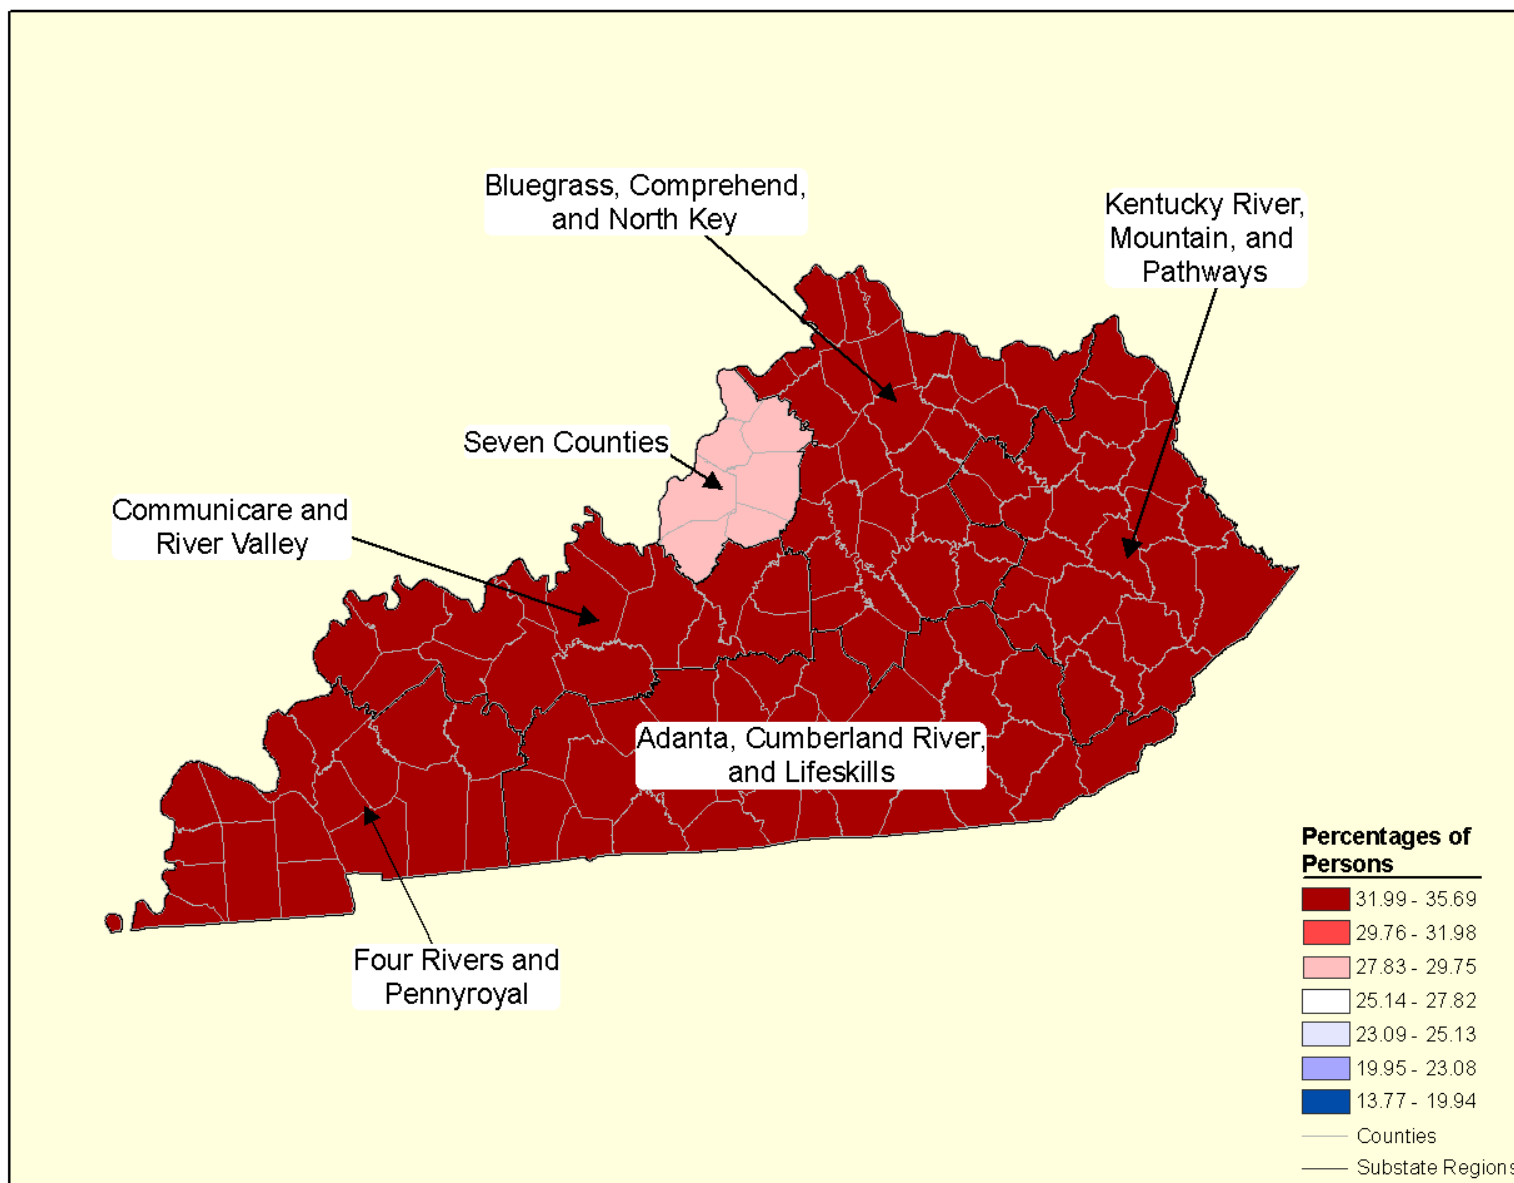 Bluegrass, Comprehend,
and North Key
Kentucky River,
Mountain, and
Pathways
Seven Counties
Communicare and
River Valley
Adanta, Cumberland River,
and Lifeskills
Four Rivers and
Pennyroyal
Percentages of
Persons
31.99 - 35.69
29.76 - 31.98
27.83 - 29.75
25.14 - 27.82
23.09 - 25.13
19.95 - 23.08
13.77 - 19.94
Counties
Substate Regions